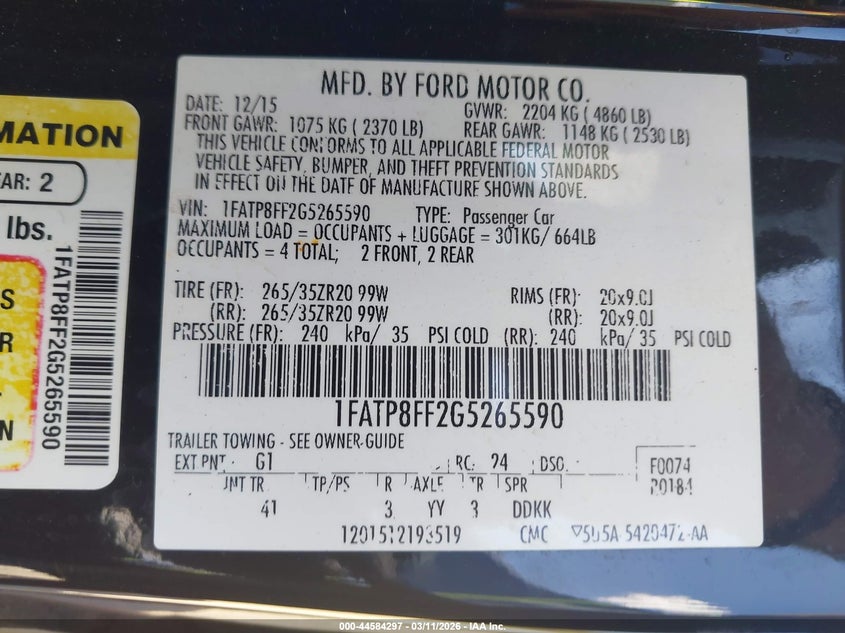 MATION
AR: 2
lbs.
S
R
N
1FATP8FF2G5265590
MFD. BY FORD MOTOR CO.
DATE: 12/15
GVWR: 2204 KG ( 4860 LB)
FRONT GAWR: 1075 KG ( 2370 LB)
REAR GAWR: 1148 KG ( 2530 LB)
THIS VEHICLE CONFORMS TO ALL APPLICABLE FEDERAL MOTOR
VEHICLE SAFETY, BUMPER, AND THEFT PREVENTION STANDARDS
IN EFFECT ON THE DATE OF MANUFACTURE SHOWN ABOVE.
VIN: 1FATP8FF2G5265590 TYPE: Passenger Car
MAXIMUM LOAD = OCCUPANTS + LUGGAGE = 301KG/ 664LB
OCCUPANTS = 4 TOTAL; 2 FRONT, 2 REAR
TIRE (FR): 265/35ZR20 99W RIMS (FR): 20x9.0J
(RR): 265/35ZR20 99W (RR): 20x9.0J
PRESSURE (FR): 240 kPa/ 35 PSI COLD (RR): 240 kPa/ 35 PSI COLD
1FATP8FF2G5265590
TRAILER TOWING - SEE OWNER GUIDE
EXT PNT: G1 RC: 24 DSO: F0074
INT TR TP/PS R AXLE TR SPR R0184
41 3 YY 3 DDKK
1201512193519 CMC
000-44584297 - 03/11/2026 - IAA Inc.